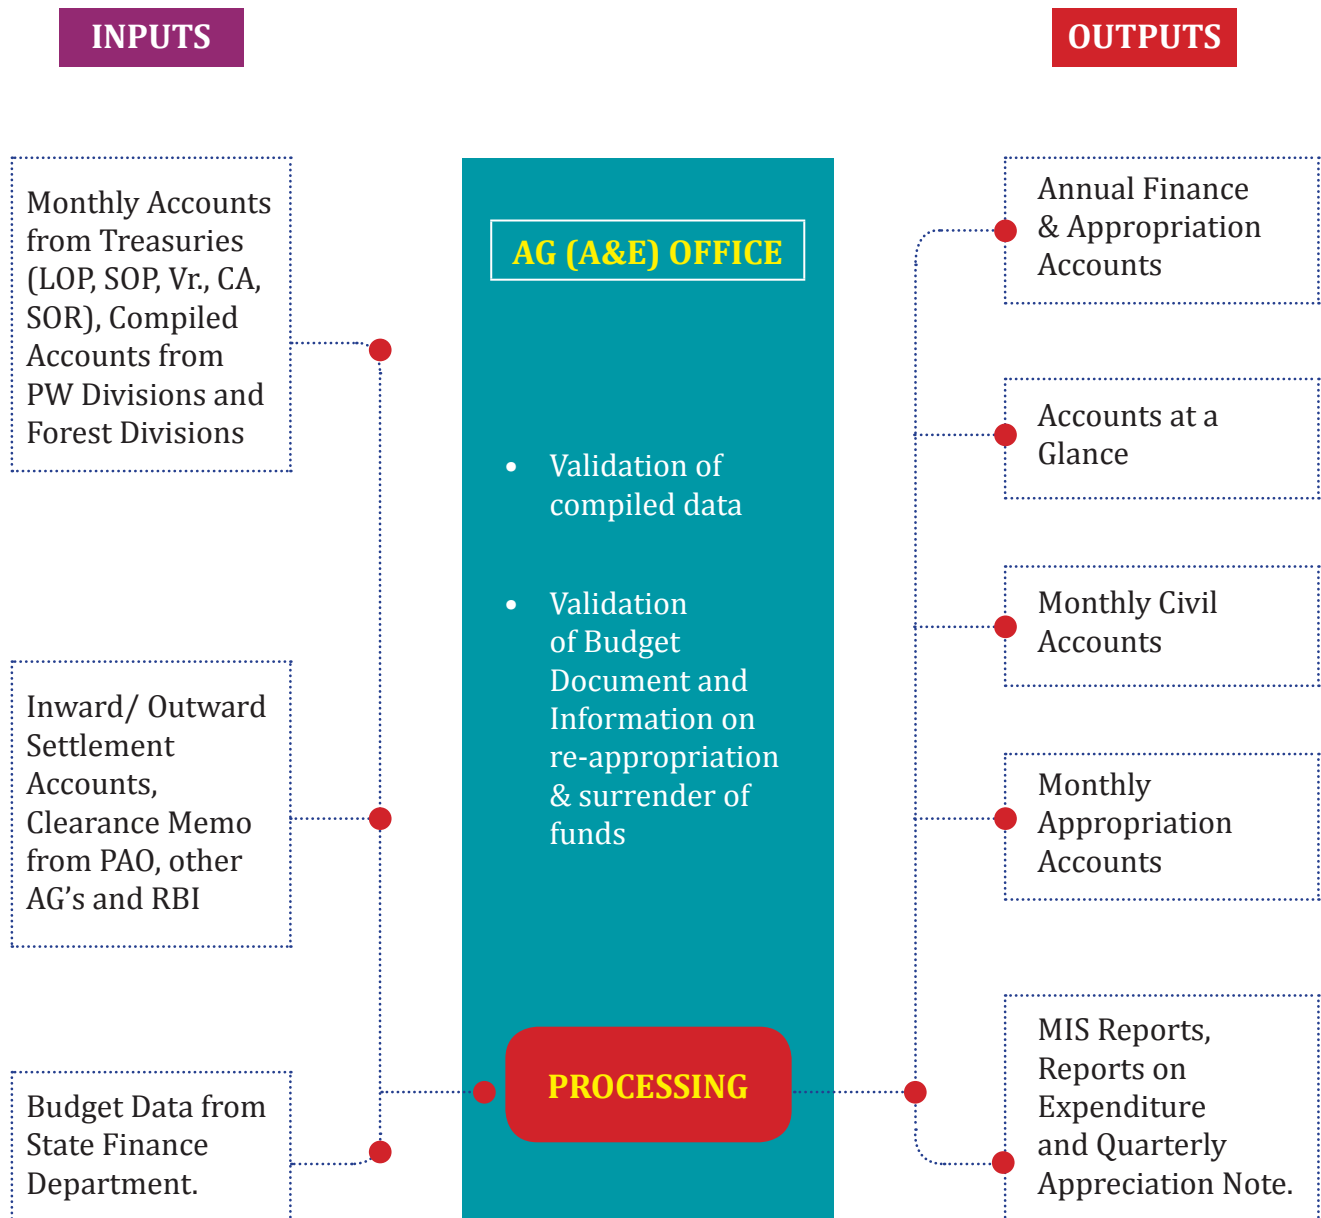 INPUTS
OUTPUTS
Monthly Accounts
from Treasuries
(LOP, SOP, Vr., CA,
SOR), Compiled
Accounts from
PW Divisions and
Forest Divisions
Inward/ Outward
Settlement
Accounts,
Clearance Memo
from PAO, other
AG’s and RBI
Budget Data from
State Finance
Department.
AG (A&E) OFFICE
• Validation of
compiled data
• Validation
of Budget
Document and
Information on
re-appropriation
& surrender of
funds
PROCESSING
Annual Finance
& Appropriation
Accounts
Accounts at a
Glance
Monthly Civil
Accounts
Monthly
Appropriation
Accounts
MIS Reports,
Reports on
Expenditure
and Quarterly
Appreciation Note.